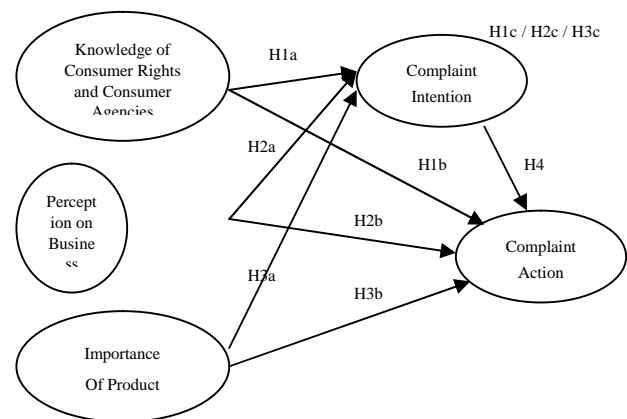 H1c / H2c / H3c
Knowledge of
Consumer Rights
and Consumer
Agencies
H1a
Complaint
Intention
H2a
H1b
H4
Percept
ion on
Busine
ss
H2b
Complaint
Action
H3a
H3b
Importance
Of Product